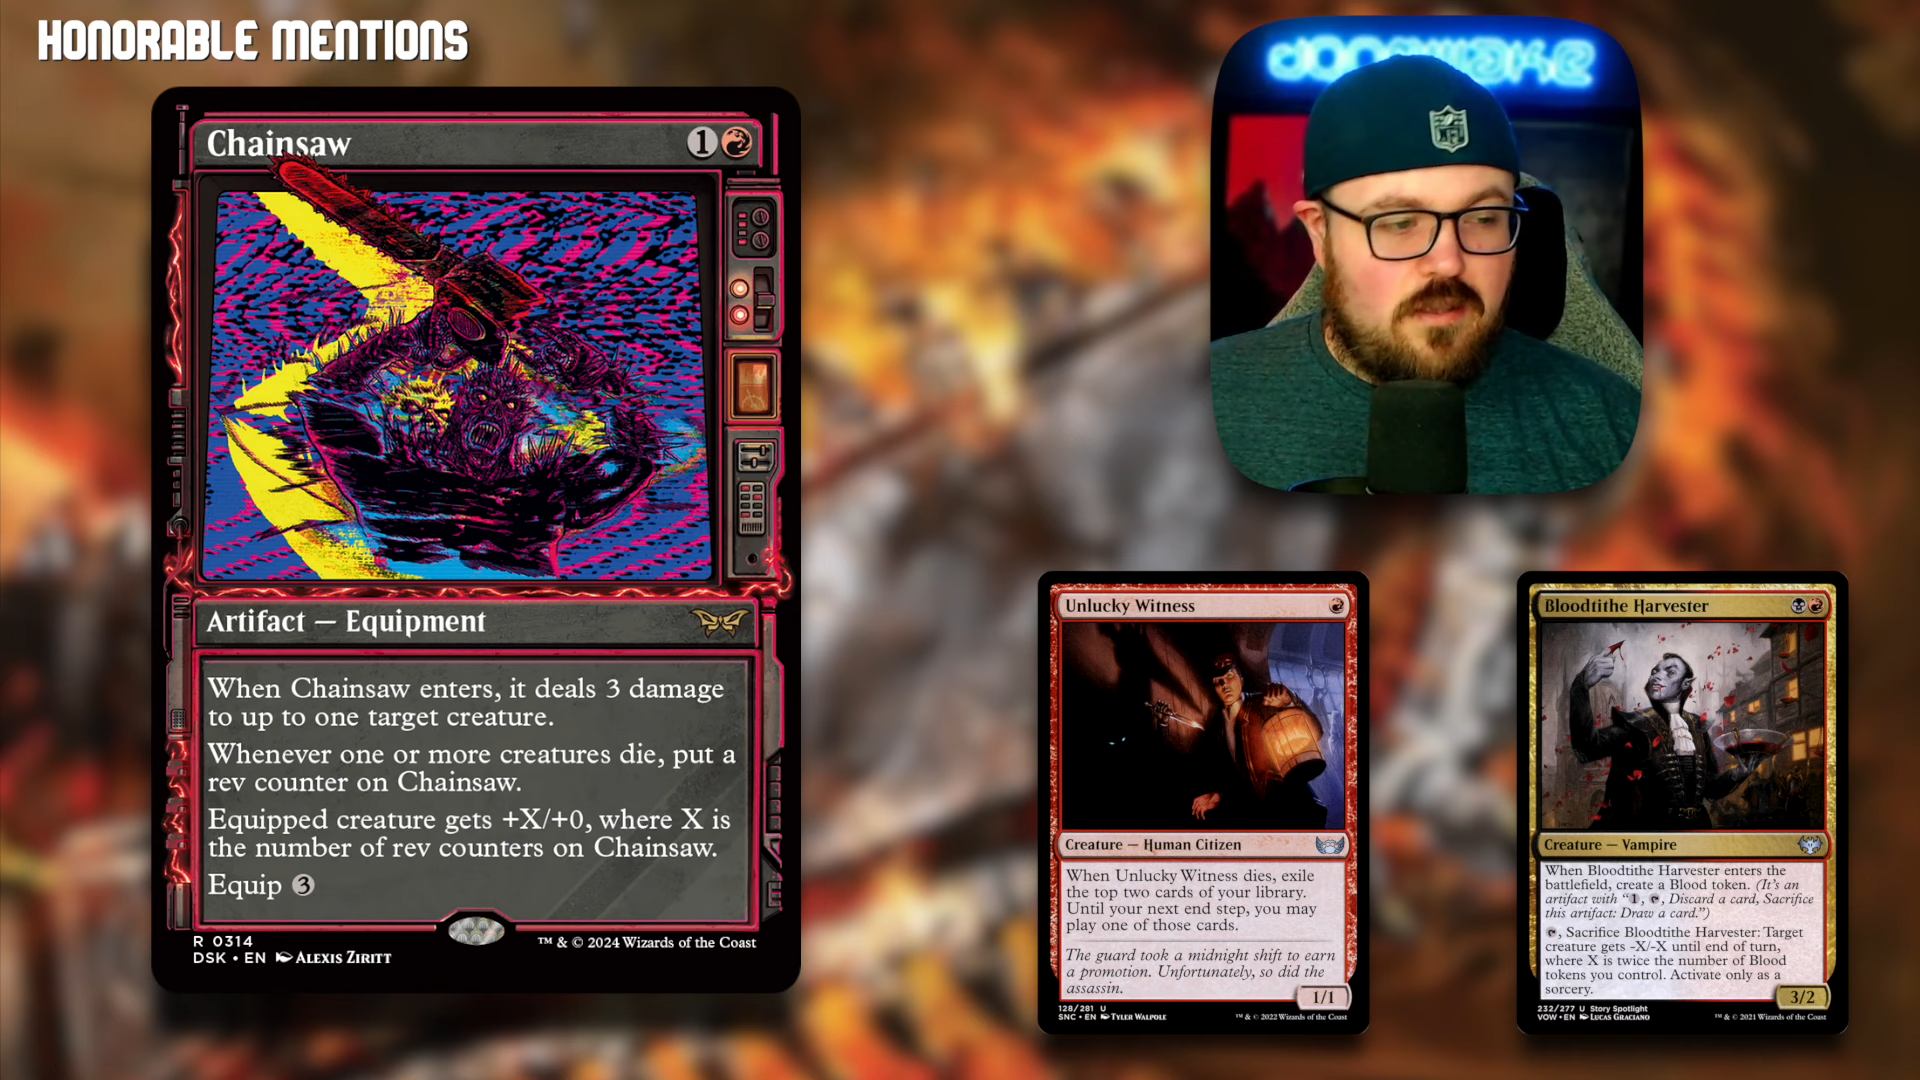 HONORABLE MENTIONS
Chainsaw 1
Artifact — Equipment
When Chainsaw enters, it deals 3 damage
to up to one target creature.
Whenever one or more creatures die, put a
rev counter on Chainsaw.
Equipped creature gets +X/+0, where X is
the number of rev counters on Chainsaw.
Equip 3
R 0314
DSK • EN ALEXIS ZIRITT
™ & © 2024 Wizards of the Coast
NFL
Unlucky Witness
Creature — Human Citizen
When Unlucky Witness dies, exile
the top two cards of your library.
Until your next end step, you may
play one of those cards.
The guard took a midnight shift to earn
a promotion. Unfortunately, so did the
assassin.
1/1
128/281 U
SNC • EN TYLER WALPOLE
™ & © 2022 Wizards of the Coast
Bloodtithe Harvester
Creature — Vampire
When Bloodtithe Harvester enters the
battlefield, create a Blood token. (It's an
artifact with “1, , Discard a card, Sacrifice
this artifact: Draw a card.”)
, Sacrifice Bloodtithe Harvester: Target
creature gets -X/-X until end of turn,
where X is twice the number of Blood
tokens you control. Activate only as a
sorcery.
3/2
232/277 U Story Spotlight
VOW • EN LUCAS GRACIANO
™ & © 2021 Wizards of the Coast